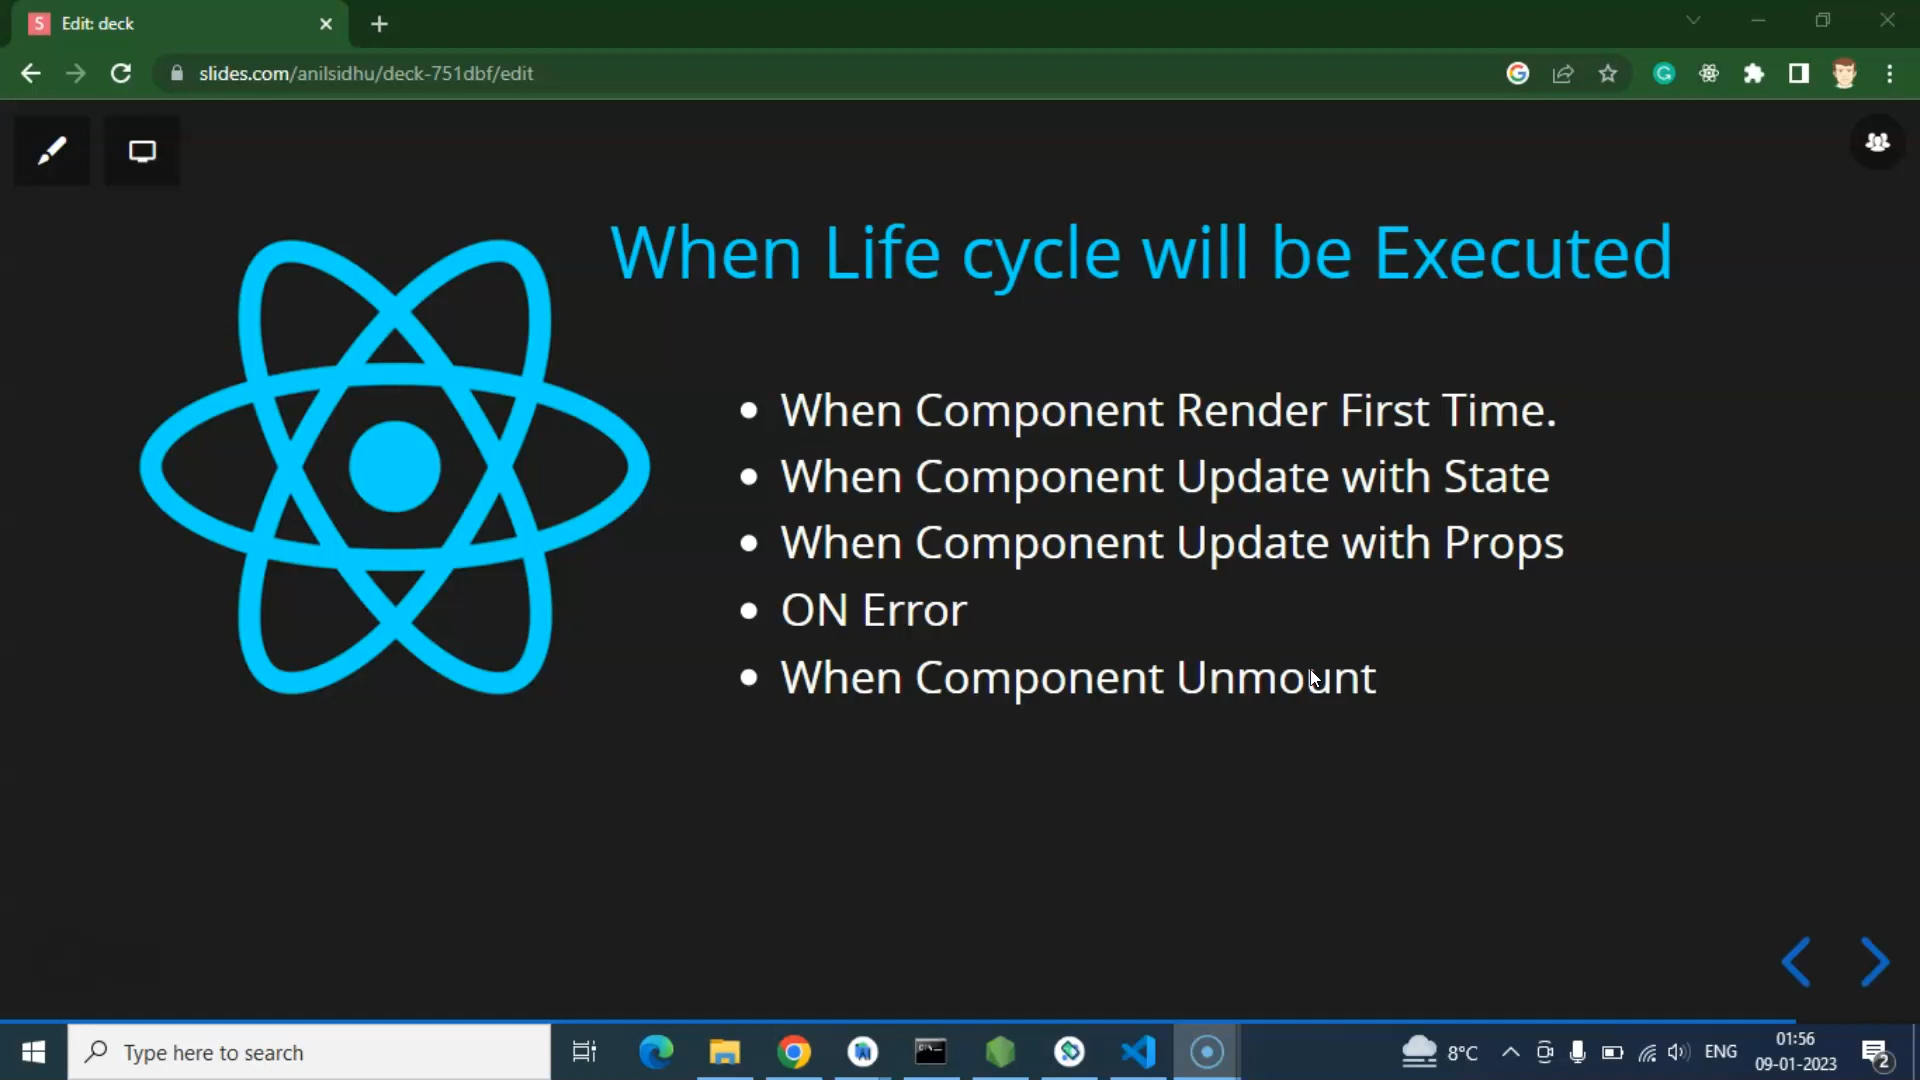 S Edit: deck
slides.com/anilsidhu/deck-751dbf/edit
When Life cycle will be Executed
• When Component Render First Time.
• When Component Update with State
• When Component Update with Props
• ON Error
• When Component Unmount
Type here to search
8°C
ENG
01:56
09-01-2023
2